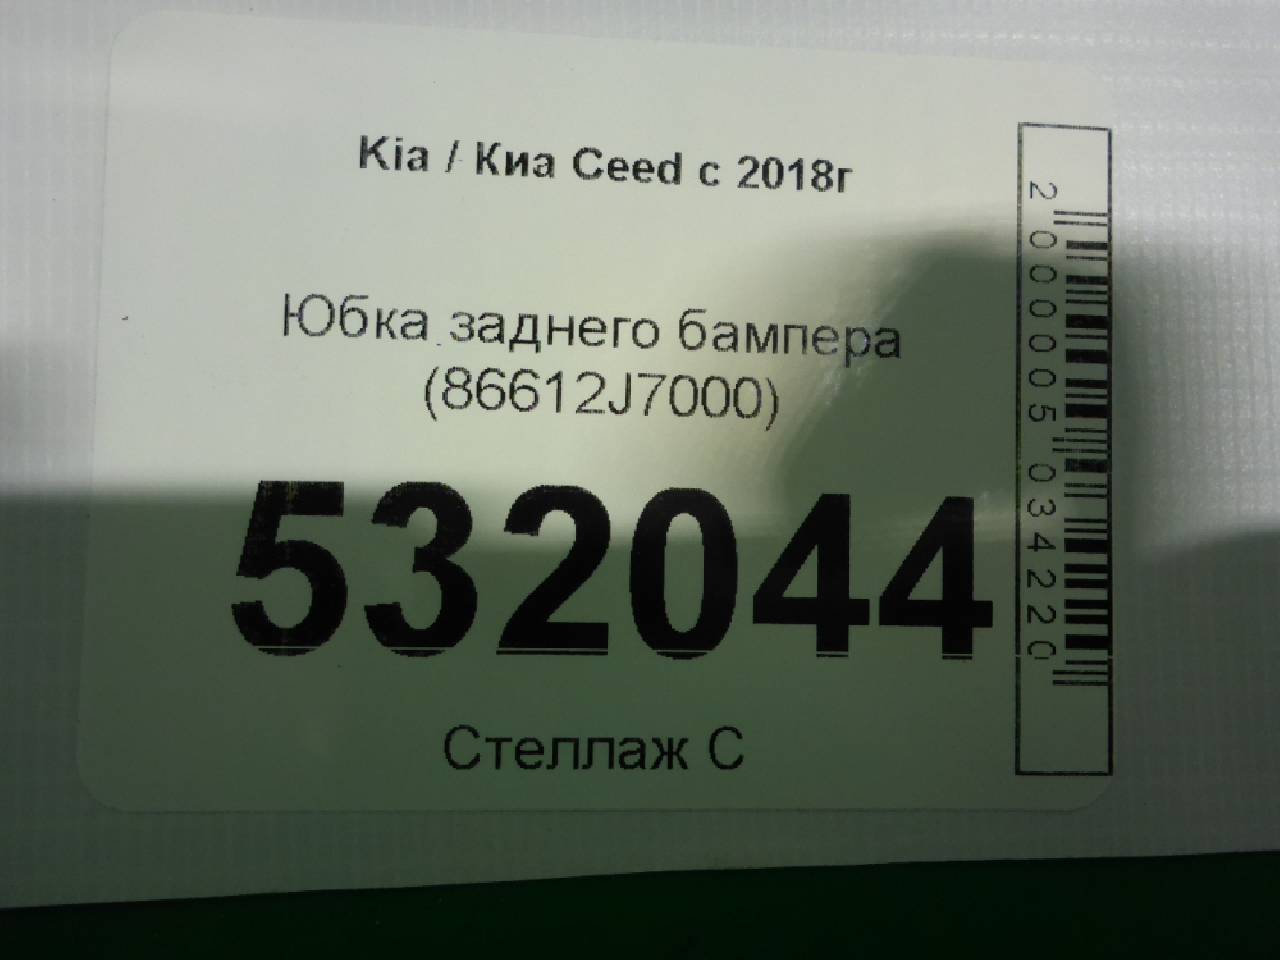 Kia / Киа Ceed с 2018г
Юбка заднего бампера
(86612J7000)
532044
Стеллаж С
2000005034220